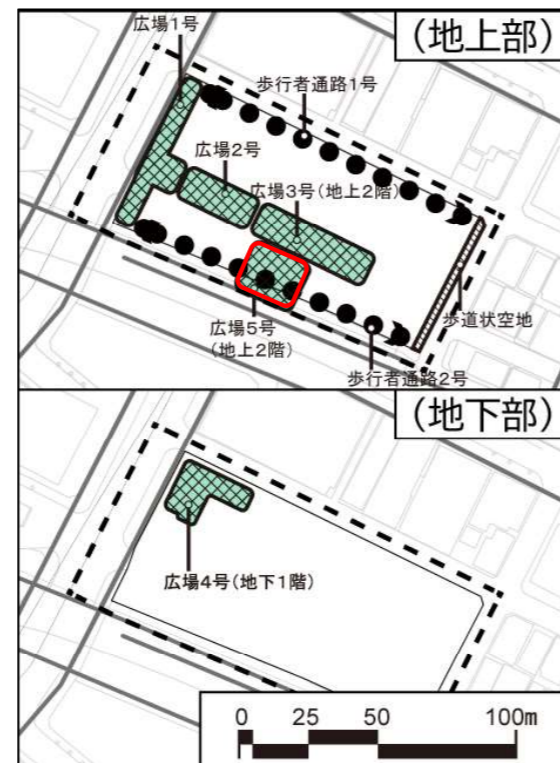 (地上部)
広場1号
歩行者通路1号
広場2号
広場3号(地上2階)
広場5号
(地上2階)
歩道状空地
歩行者通路2号
(地下部)
広場4号(地下1階)
0 25 50 100m